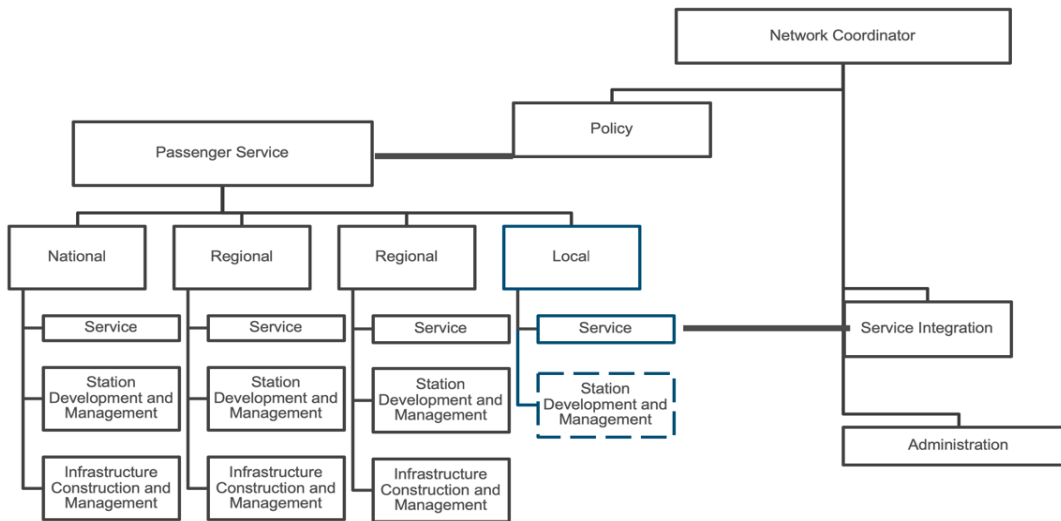 Network Coordinator
Policy
Passenger Service
National
Regional
Regional
Local
Service
Service
Service
Service
Service Integration
Station
Development and
Management
Station
Development and
Management
Station
Development and
Management
Station
Development and
Management
Administration
Infrastructure
Construction and
Management
Infrastructure
Construction and
Management
Infrastructure
Construction and
Management